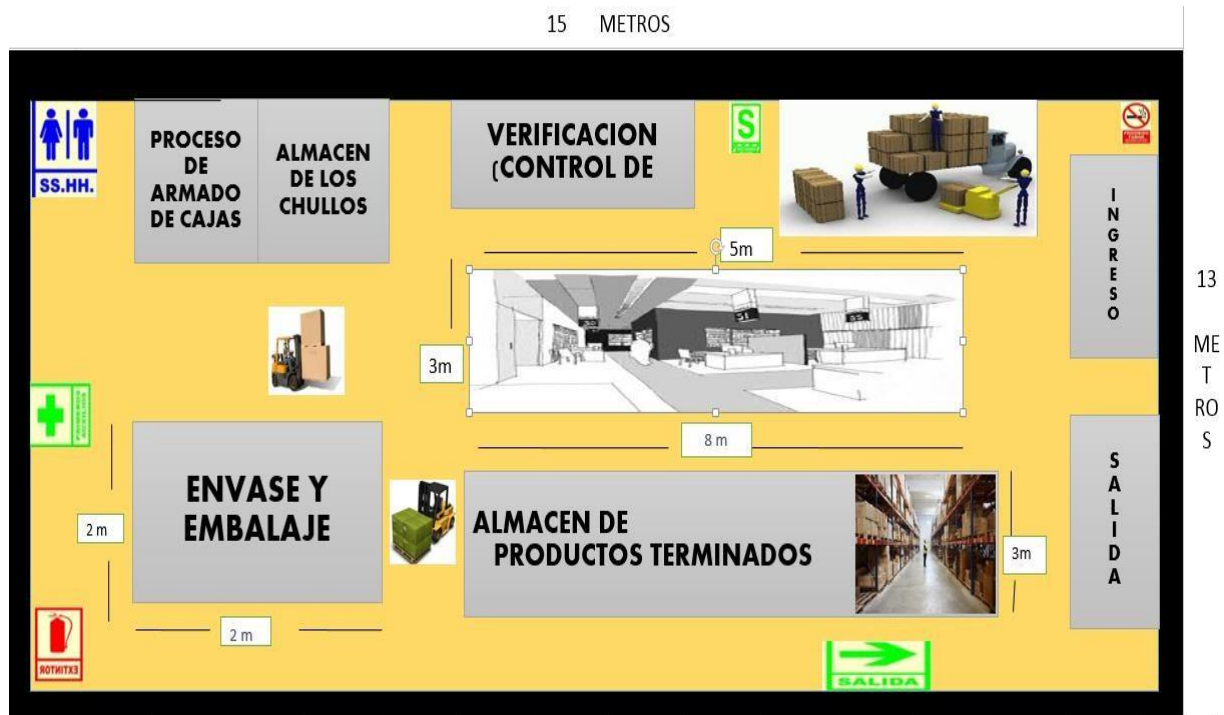 15 METROS
SS.HH.
PROCESO
DE
ARMADO
DE CAJAS
ALMACEN
DE LOS
CHULLOS
VERIFICACION
(CONTROL DE
S
I
N
G
R
E
S
O
13
ME
T
RO
S
5m
3m
8 m
ENVASE Y
EMBALAJE
2 m
2 m
ALMACEN DE
PRODUCTOS TERMINADOS
3m
S
A
L
I
D
A
EXTINTOR
SALIDA